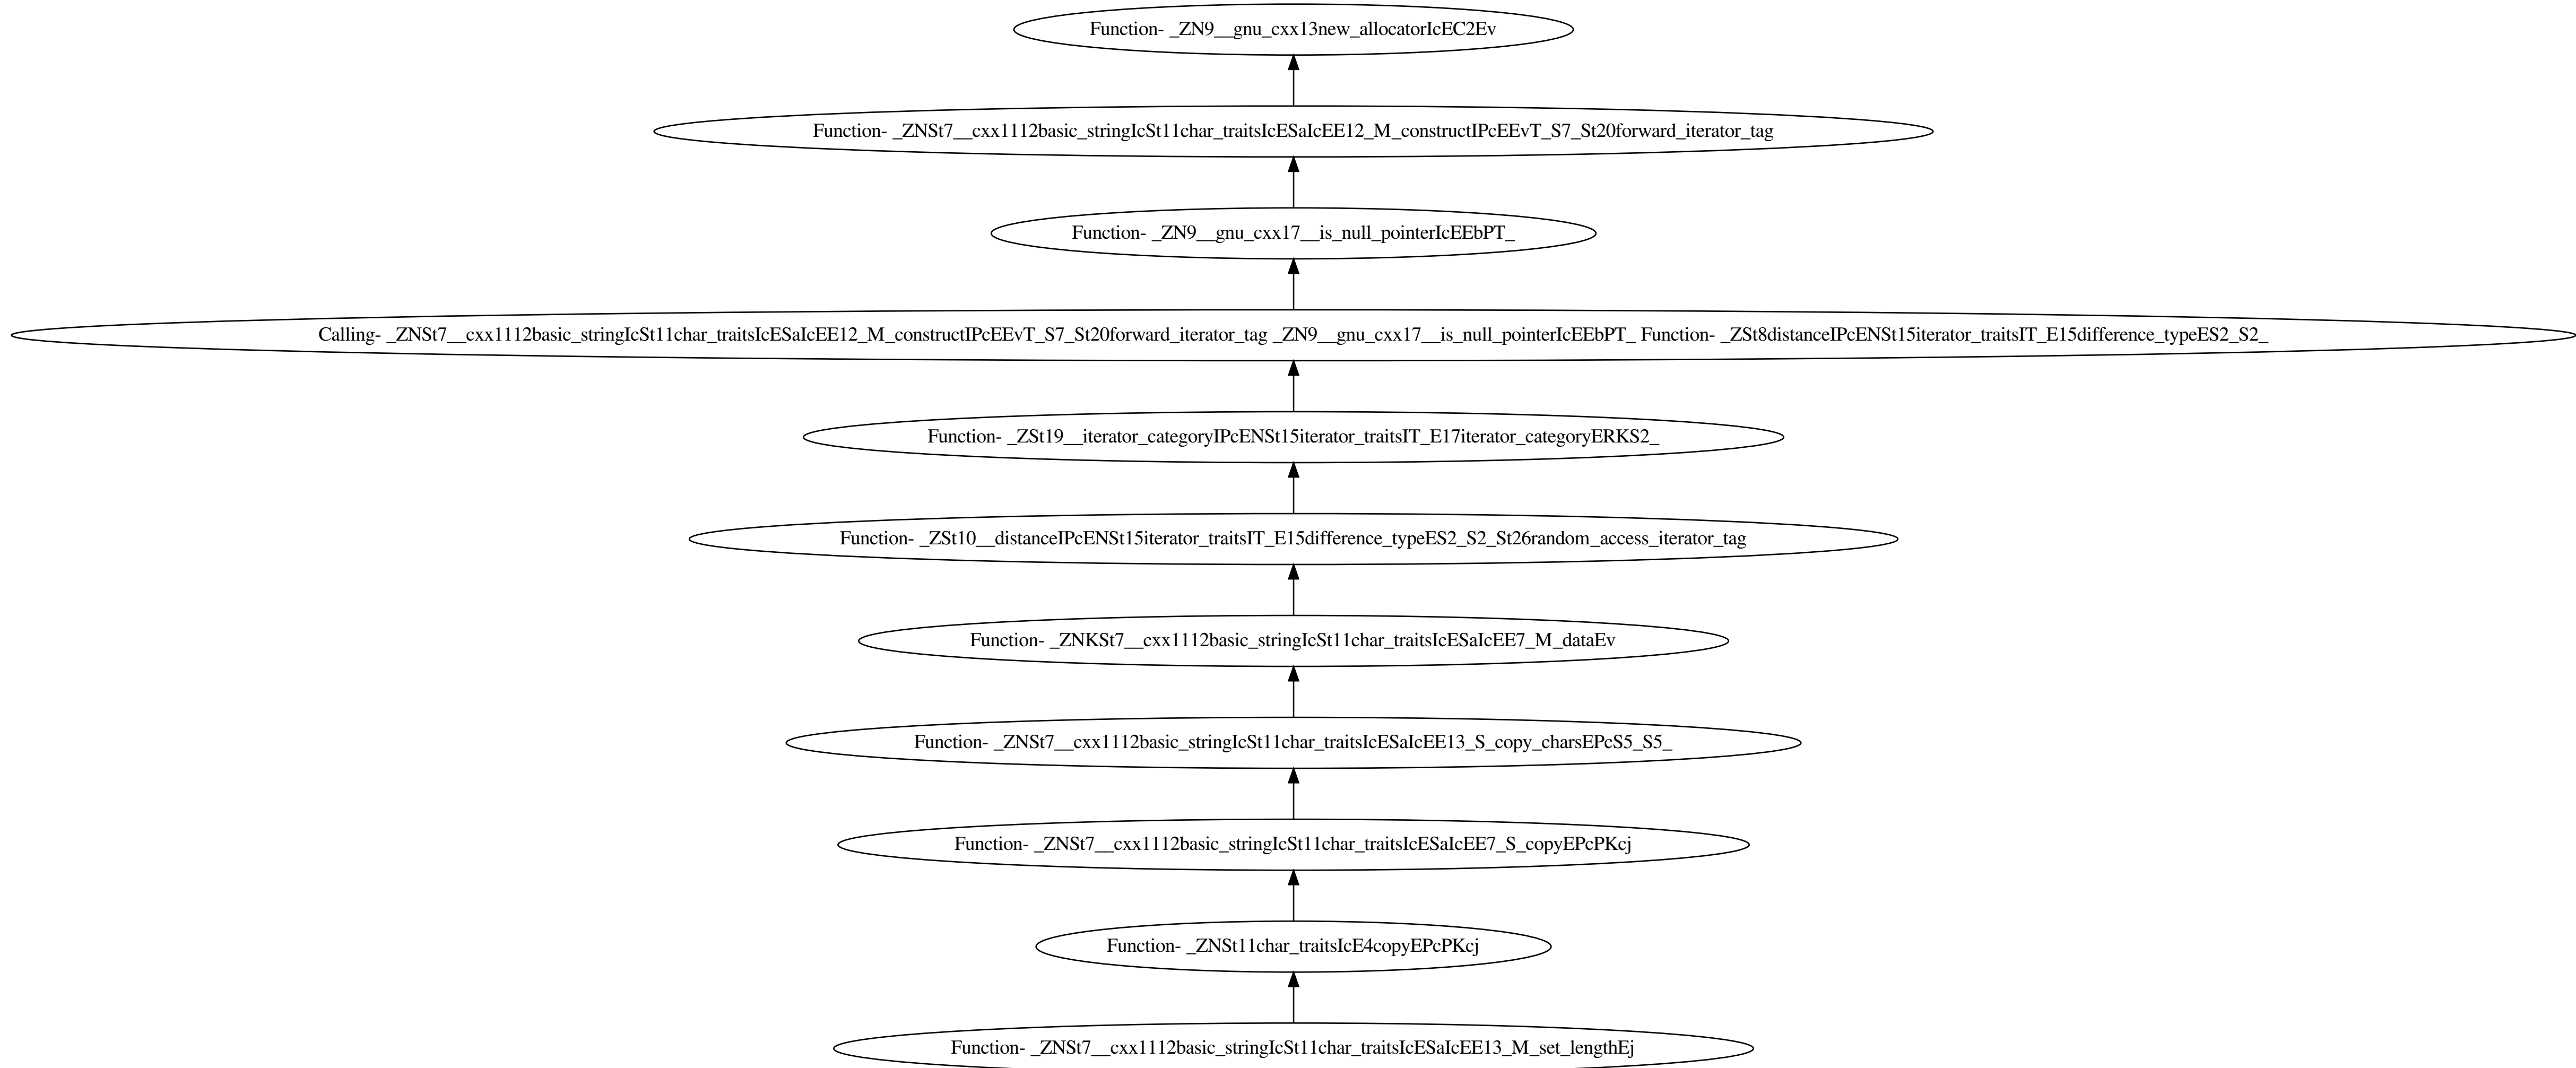 Function- _ZN9__gnu_cxx13new_allocatorIcEC2Ev
Function- _ZNSt7__cxx1112basic_stringIcSt11char_traitsIcESaIcEE12_M_constructIPcEEvT_S7_St20forward_iterator_tag
Function- _ZN9__gnu_cxx17__is_null_pointerIcEEbPT_
Calling- _ZNSt7__cxx1112basic_stringIcSt11char_traitsIcESaIcEE12_M_constructIPcEEvT_S7_St20forward_iterator_tag _ZN9__gnu_cxx17__is_null_pointerIcEEbPT_ Function- _ZSt8distanceIPcENSt15iterator_traitsIT_E15difference_typeES2_S2_
Function- _ZSt19__iterator_categoryIPcENSt15iterator_traitsIT_E17iterator_categoryERKS2_
Function- _ZSt10__distanceIPcENSt15iterator_traitsIT_E15difference_typeES2_S2_St26random_access_iterator_tag
Function- _ZNKSt7__cxx1112basic_stringIcSt11char_traitsIcESaIcEE7_M_dataEv
Function- _ZNSt7__cxx1112basic_stringIcSt11char_traitsIcESaIcEE13_S_copy_charsEPcS5_S5_
Function- _ZNSt7__cxx1112basic_stringIcSt11char_traitsIcESaIcEE7_S_copyEPcPKcj
Function- _ZNSt11char_traitsIcE4copyEPcPKcj
Function- _ZNSt7__cxx1112basic_stringIcSt11char_traitsIcESaIcEE13_M_set_lengthEj